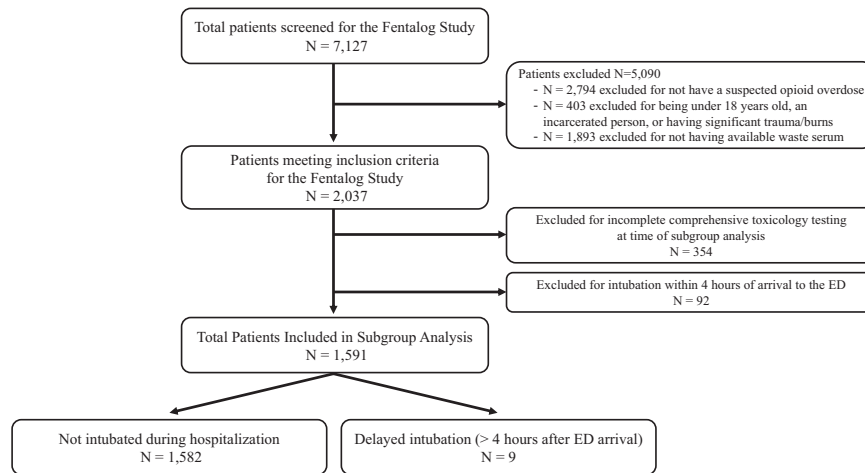 Total patients screened for the Fentalog Study
N = 7,127
Patients excluded N=5,090
- N = 2,794 excluded for not have a suspected opioid overdose
- N = 403 excluded for being under 18 years old, an
incarcerated person, or having significant trauma/burns
- N = 1,893 excluded for not having available waste serum
Patients meeting inclusion criteria
for the Fentalog Study
N = 2,037
Excluded for incomplete comprehensive toxicology testing
at time of subgroup analysis
N = 354
Excluded for intubation within 4 hours of arrival to the ED
N = 92
Total Patients Included in Subgroup Analysis
N = 1,591
Not intubated during hospitalization
N = 1,582
Delayed intubation (> 4 hours after ED arrival)
N = 9